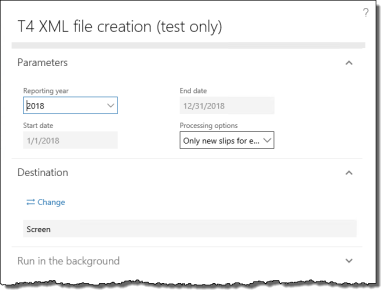 ?
T4 XML file creation (test only)
Parameters
Reporting year
2018
End date
12/31/2018
Start date
1/1/2018
Processing options
Only new slips for e...
Destination
Change
Screen
Run in the background